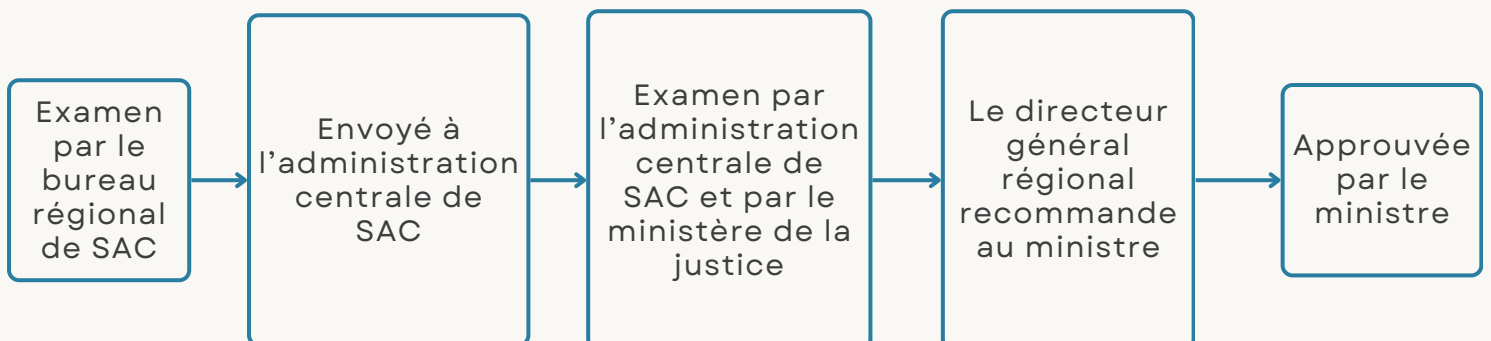 Examen
par le
bureau
régional
de SAC
Envoyé à
l'administration
centrale de
SAC
Examen par
l'administration
centrale de
SAC et par le
ministère de la
justice
Le directeur
général
régional
recommande
au ministre
Approuvée
par le
ministre